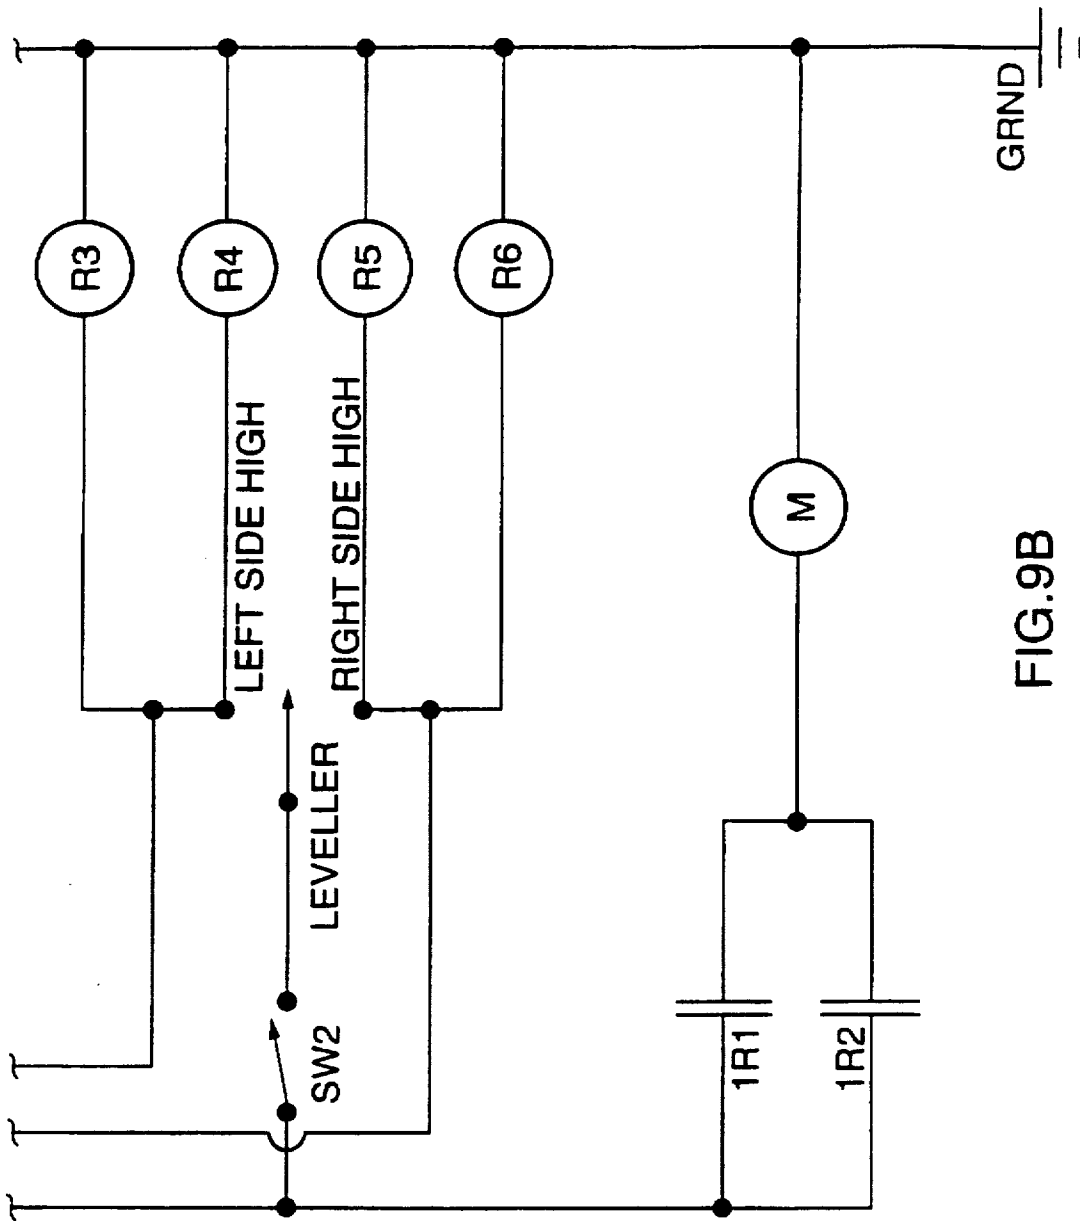 R3
R4
LEFT SIDE HIGH
R5
RIGHT SIDE HIGH
R6
SW2
LEVELLER
M
1R1
1R2
GRND
FIG.9B